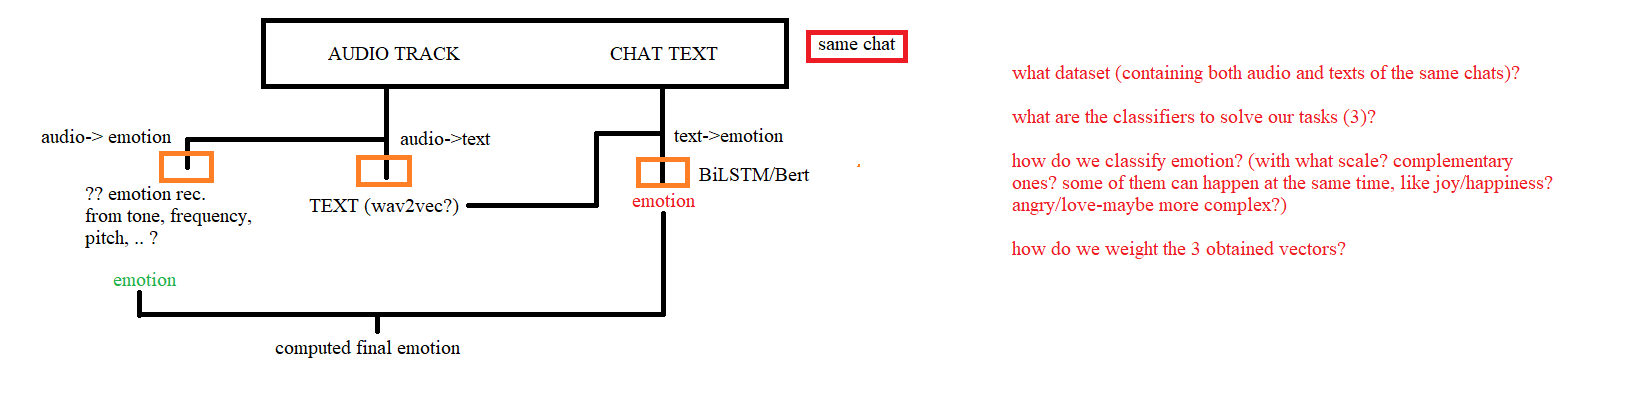 AUDIO TRACK
CHAT TEXT
same chat
audio-> emotion
audio->text
text->emotion
BiLSTM/Bert
?? emotion rec.
from tone, frequency,
pitch, .. ?
TEXT (wav2vec?)
emotion
emotion
computed final emotion
what dataset (containing both audio and texts of the same chats)?
what are the classifiers to solve our tasks (3)?
how do we classify emotion? (with what scale? complementary
ones? some of them can happen at the same time, like joy/happiness?
angry/love-maybe more complex?)
how do we weight the 3 obtained vectors?